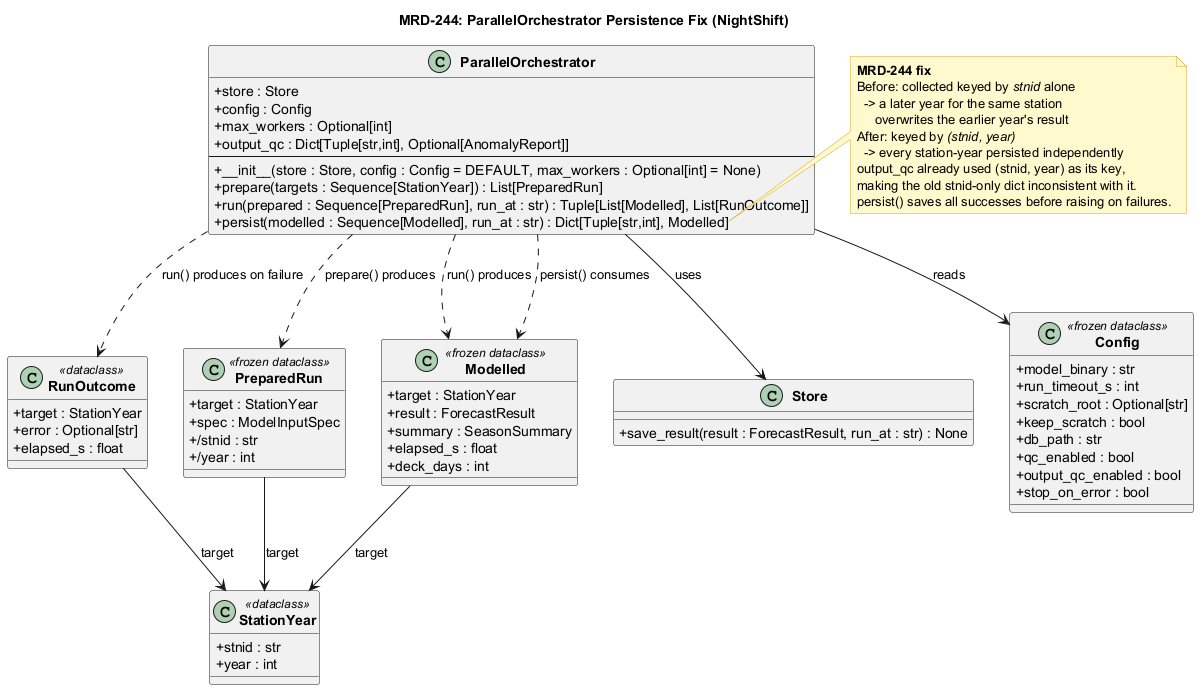 MRD-244: ParallelOrchestrator Persistence Fix (NightShift)
C ParallelOrchestrator
+store : Store
+config : Config
+max_workers : Optional[int]
+output_qc : Dict[Tuple[str,int], Optional[AnomalyReport]]
+__init__(store : Store, config : Config = DEFAULT, max_workers : Optional[int] = None)
+prepare(targets : Sequence[StationYear]) : List[PreparedRun]
+run(prepared : Sequence[PreparedRun], run_at : str) : Tuple[List[Modelled], List[RunOutcome]]
+persist(modelled : Sequence[Modelled], run_at : str) : Dict[Tuple[str,int], Modelled]
MRD-244 fix
Before: collected keyed by stnid alone
-> a later year for the same station
overwrites the earlier year's result
After: keyed by (stnid, year)
-> every station-year persisted independently
output_qc already used (stnid, year) as its key,
making the old stnid-only dict inconsistent with it.
persist() saves all successes before raising on failures.
run() produces on failure
prepare() produces
run() produces
persist() consumes
uses
reads
C «dataclass»
RunOutcome
+target : StationYear
+error : Optional[str]
+elapsed_s : float
C «frozen dataclass»
PreparedRun
+target : StationYear
+spec : ModelInputSpec
+/stnid : str
+/year : int
C «frozen dataclass»
Modelled
+target : StationYear
+result : ForecastResult
+summary : SeasonSummary
+elapsed_s : float
+deck_days : int
C Store
+save_result(result : ForecastResult, run_at : str) : None
C «frozen dataclass»
Config
+model_binary : str
+run_timeout_s : int
+scratch_root : Optional[str]
+keep_scratch : bool
+db_path : str
+qc_enabled : bool
+output_qc_enabled : bool
+stop_on_error : bool
target
target
target
C «dataclass»
StationYear
+stnid : str
+year : int